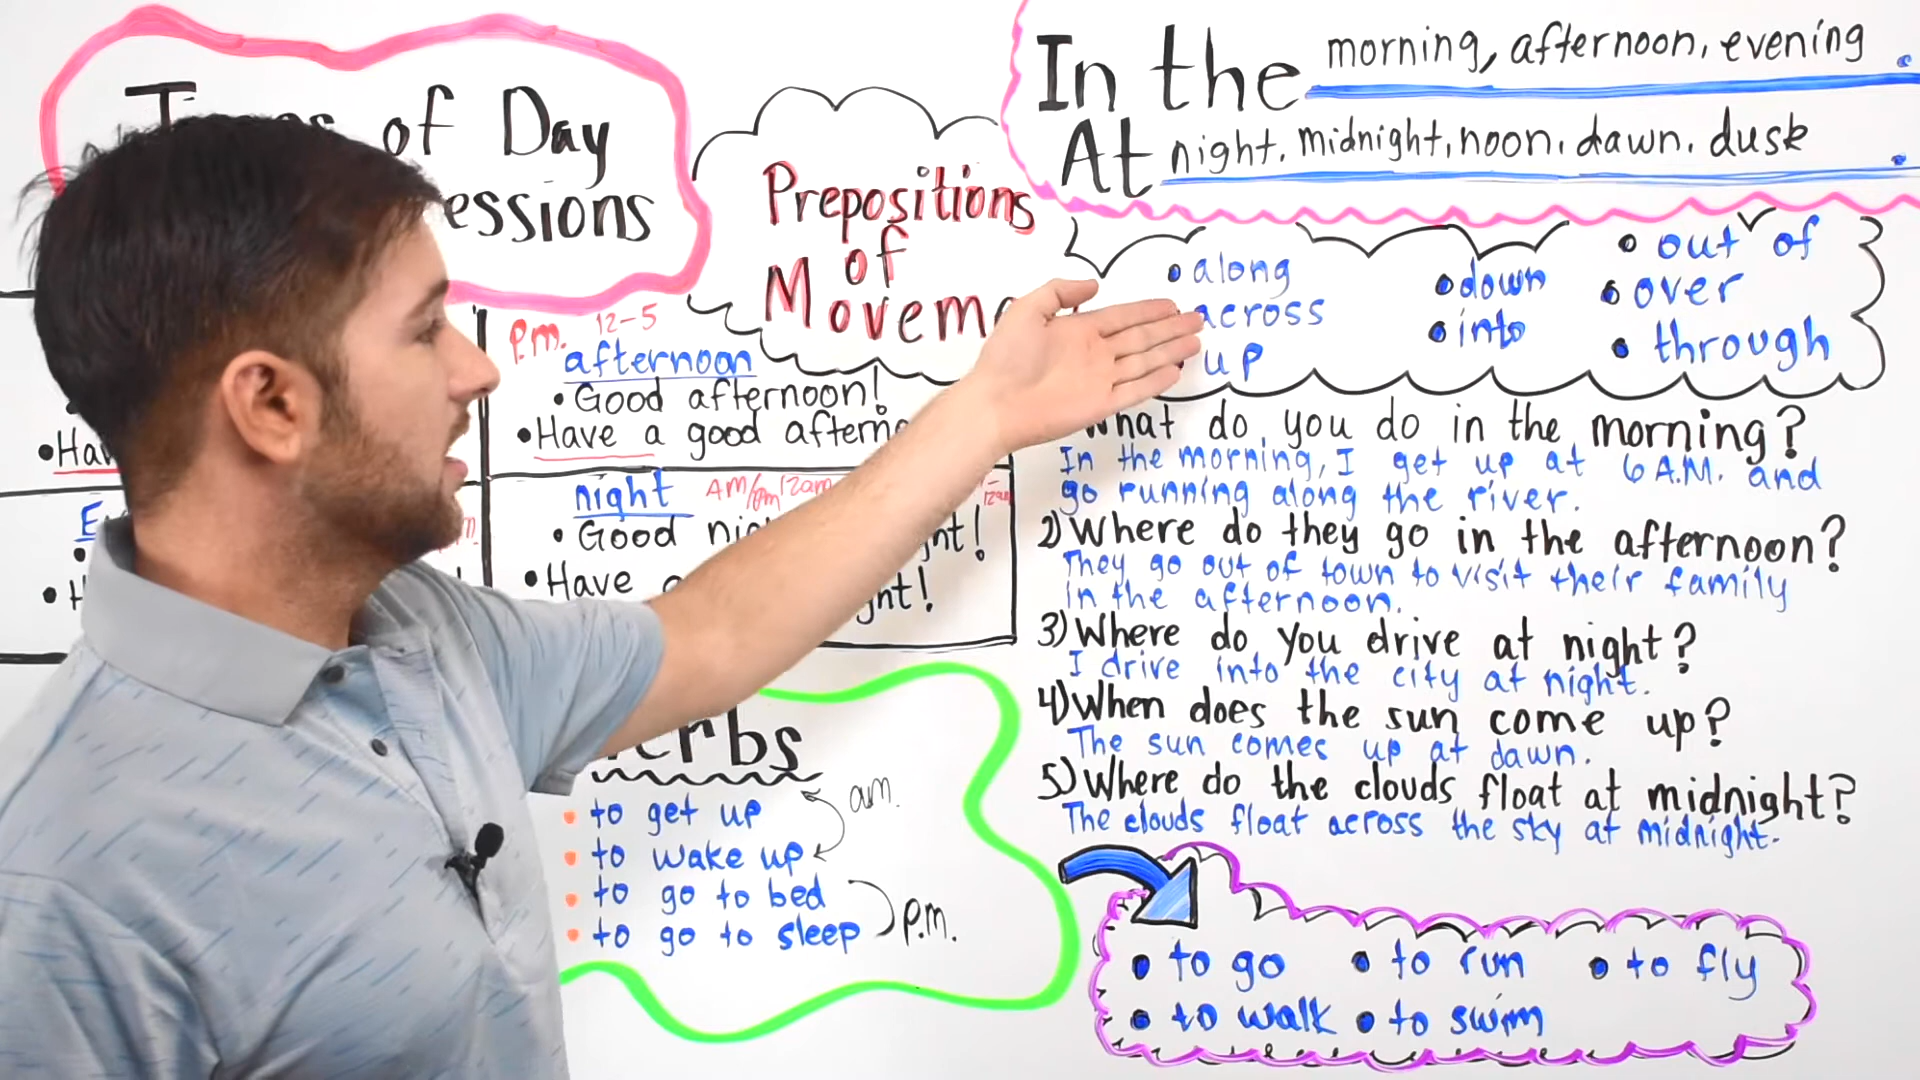 of Day
essions
Prepositions
of
Movem
In the morning, afternoon, evening.
At night, midnight, noon, dawn, dusk.
• along
across
up
• down
• into
• out of
• over
• through
P.m. 12-5
afternoon
• Good afternoon!
• Have a good afterno
• Hav
night AM/Pm 12am
• Good nig ht!
• Have a ght!
What do you do in the morning?
In the morning, I get up at 6 A.M. and
go running along the river.
2) Where do they go in the afternoon?
They go out of town to visit their family
in the afternoon.
3) Where do you drive at night?
I drive into the city at night.
4) When does the sun come up?
The sun comes up at dawn.
5) Where do the clouds float at midnight?
The clouds float across the sky at midnight.
erbs
• to get up am.
• to wake up
• to go to bed
• to go to sleep p.m.
• to go • to run • to fly
• to walk • to swim